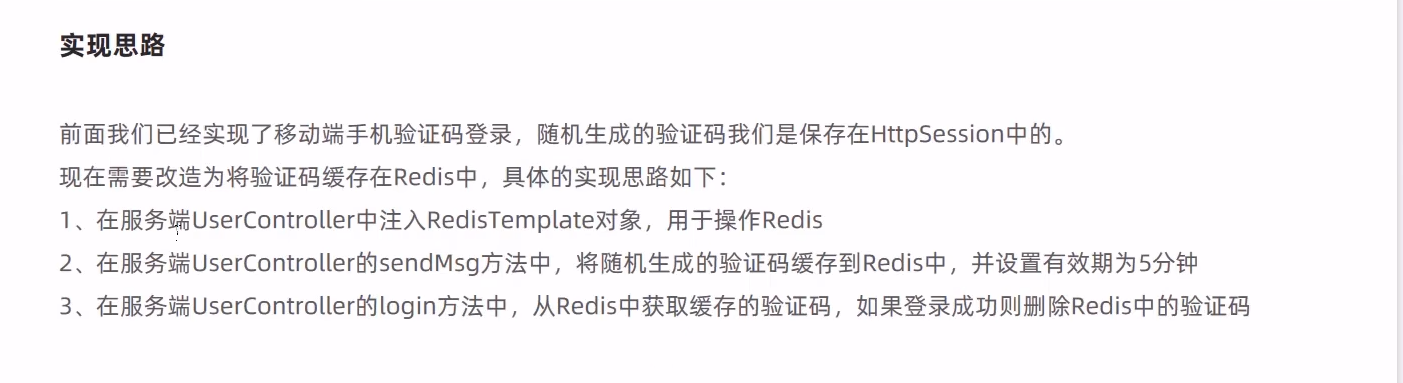 实现思路
前面我们已经实现了移动端手机验证码登录，随机生成的验证码我们是保存在HttpSession中的。
现在需要改造为将验证码缓存在Redis中，具体的实现思路如下：
1、在服务端UserController中注入RedisTemplate对象，用于操作Redis
2、在服务端UserController的sendMsg方法中，将随机生成的验证码缓存到Redis中，并设置有效期为5分钟
3、在服务端UserController的login方法中，从Redis中获取缓存的验证码，如果登录成功则删除Redis中的验证码